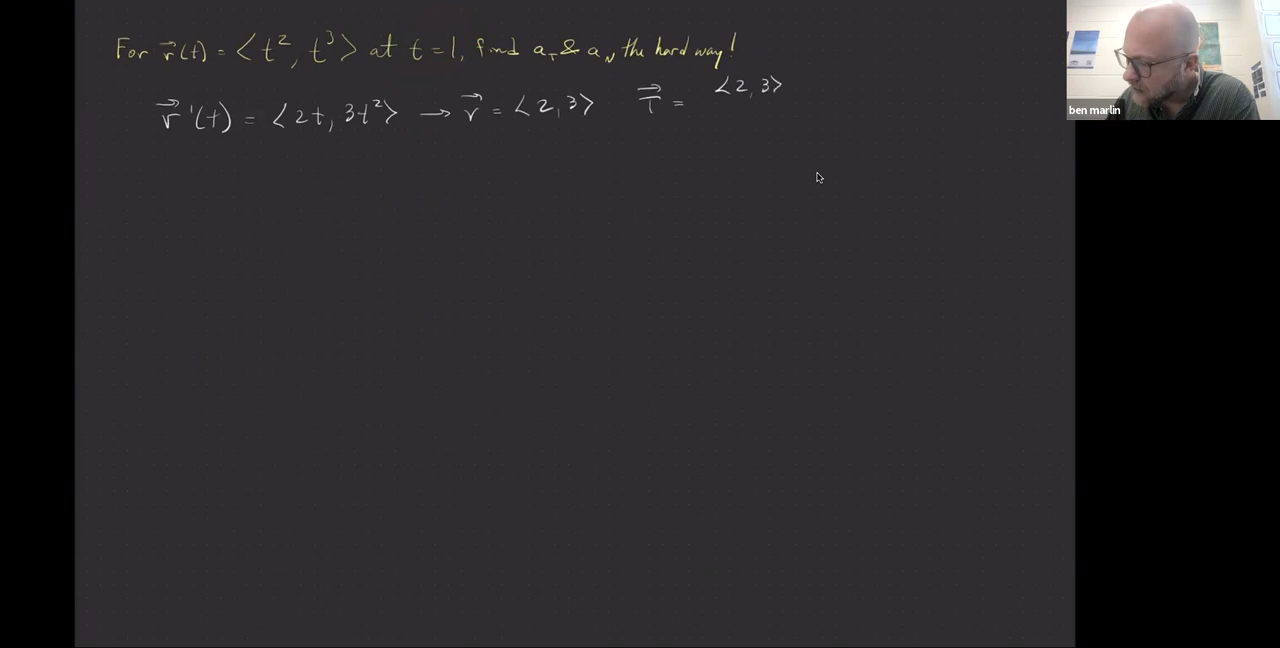 For r⃗(t) = ⟨t², t³⟩ at t=1, find a_T & a_N the hard way!
r⃗'(t) = ⟨2t, 3t²⟩ → v⃗ = ⟨2,3⟩ T⃗ = ⟨2,3⟩
ben marlin